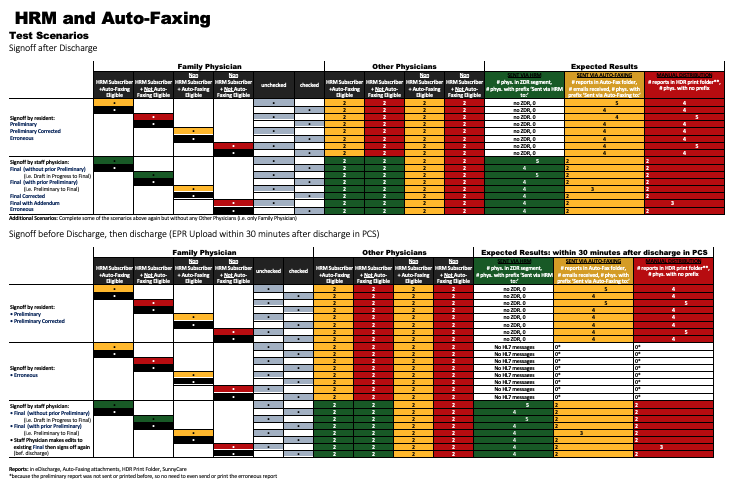 HRM and Auto-Faxing
Test Scenarios
Signoff after Discharge
Family Physician Other Physicians Expected Results
HRM Subscriber +Auto-Faxing Eligible
HRM Subscriber + Not Auto-Faxing Eligible
Non HRM Subscriber + Auto-Faxing Eligible
Non HRM Subscriber + Not Auto-Faxing Eligible
unchecked
checked
HRM Subscriber + Auto-Faxing Eligible
HRM Subscriber + Not Auto-Faxing Eligible
Non HRM Subscriber + Auto-Faxing Eligible
Non HRM Subscriber + Not Auto-Faxing Eligible
SENT VIA HRM
# phys. in ZDR segment,
# phys. with prefix 'Sent via HRM to:'
SENT VIA AUTO-FAXING
# reports in Auto-Fax folder,
# emails received, # phys. with prefix 'Sent via Auto-Faxing to:'
MANUAL DISTRIBUTION
# reports in HDR print folder**,
# phys. with no prefix
Signoff by resident:
Preliminary
Preliminary Corrected
Erroneous
• • 2 2 2 2 no ZDR, 0 5 4
• • 2 2 2 2 no ZDR, 0 4 4
• • 2 2 2 2 no ZDR, 0 4 5
• • 2 2 2 2 no ZDR, 0 4 4
• • 2 2 2 2 no ZDR, 0 5 4
• • 2 2 2 2 no ZDR, 0 4 4
• • 2 2 2 2 no ZDR, 0 4 5
• • 2 2 2 2 no ZDR, 0 4 4
Signoff by staff physician:
Final (without prior Preliminary)
(i.e. Draft in Progress to Final)
Final (with prior Preliminary)
(i.e. Preliminary to Final)
Final Corrected
Final with Addendum
Erroneous
• • 2 2 2 2 5 2 2
• • 2 2 2 2 4 2 2
• • 2 2 2 2 5 2 2
• • 2 2 2 2 4 2 2
• • 2 2 2 2 4 3 2
• • 2 2 2 2 4 2 2
• • 2 2 2 2 4 2 3
• • 2 2 2 2 4 2 2
Additional Scenarios: Complete some of the scenarios above again but without any Other Physicians (i.e. only Family Physician)
Signoff before Discharge, then discharge (EPR Upload within 30 minutes after discharge in PCS)
Family Physician Other Physicians Expected Results: within 30 minutes after discharge in PCS
HRM Subscriber +Auto-Faxing Eligible
HRM Subscriber + Not Auto-Faxing Eligible
Non HRM Subscriber + Auto-Faxing Eligible
Non HRM Subscriber + Not Auto-Faxing Eligible
unchecked
checked
HRM Subscriber + Auto-Faxing Eligible
HRM Subscriber + Not Auto-Faxing Eligible
Non HRM Subscriber + Auto-Faxing Eligible
Non HRM Subscriber + Not Auto-Faxing Eligible
SENT VIA HRM
# phys. in ZDR segment,
# phys. with prefix 'Sent via HRM to:'
SENT VIA AUTO-FAXING
# reports in Auto-Fax folder,
# emails received, # phys. with prefix 'Sent via Auto-Faxing to:'
MANUAL DISTRIBUTION
# reports in HDR print folder**,
# phys. with no prefix
Signoff by resident:
• Preliminary
• Preliminary Corrected
• • 2 2 2 2 no ZDR, 0 5 4
• • 2 2 2 2 no ZDR, 0 4 4
• • 2 2 2 2 no ZDR, 0 4 5
• • 2 2 2 2 no ZDR, 0 4 4
• • 2 2 2 2 no ZDR, 0 5 4
• • 2 2 2 2 no ZDR, 0 4 4
• • 2 2 2 2 no ZDR, 0 4 5
• • 2 2 2 2 no ZDR, 0 4 4
Signoff by resident:
• Erroneous
• • 2 2 2 2 No HL7 messages 0* 0*
• • 2 2 2 2 No HL7 messages 0* 0*
• • 2 2 2 2 No HL7 messages 0* 0*
• • 2 2 2 2 No HL7 messages 0* 0*
• • 2 2 2 2 No HL7 messages 0* 0*
• • 2 2 2 2 No HL7 messages 0* 0*
• • 2 2 2 2 No HL7 messages 0* 0*
• • 2 2 2 2 No HL7 messages 0* 0*
Signoff by staff physician:
• Final (without prior Preliminary)
(i.e. Draft in Progress to Final)
• Final (with prior Preliminary)
(i.e. Preliminary to Final)
• Staff Physician makes edits to
existing Final then signs off again
(bef. discharge)
• • 2 2 2 2 5 2 2
• • 2 2 2 2 4 2 2
• • 2 2 2 2 5 2 2
• • 2 2 2 2 4 2 2
• • 2 2 2 2 4 3 2
• • 2 2 2 2 4 2 2
• • 2 2 2 2 4 2 3
• • 2 2 2 2 4 2 2
Reports: in eDischarge, Auto-Faxing attachments, HDR Print Folder, SunnyCare
*because the preliminary report was not sent or printed before, so no need to even send or print the erroneous report